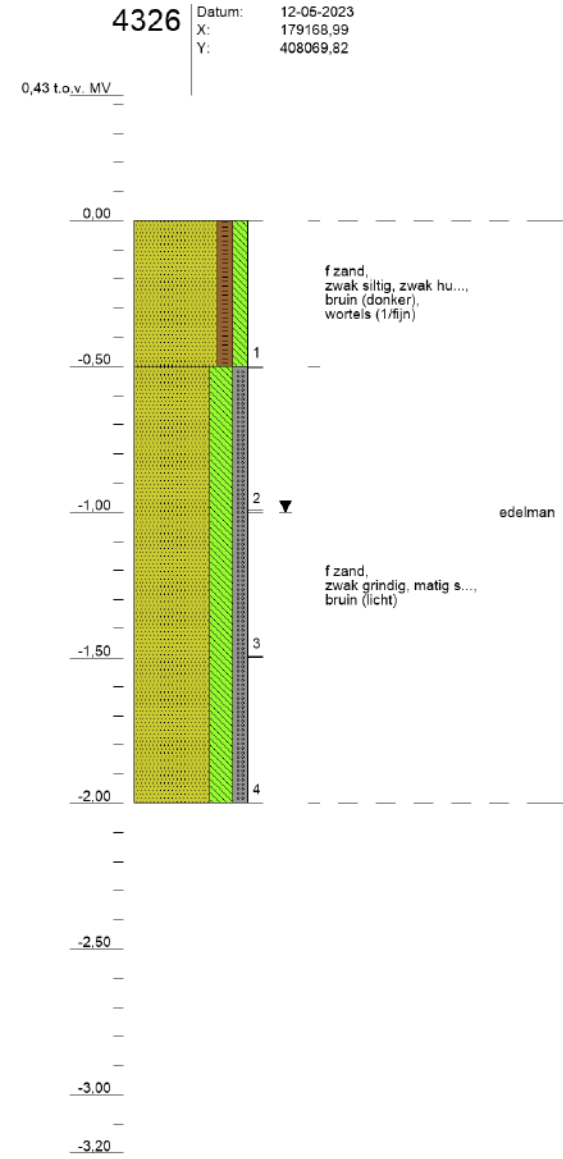 4326
Datum: 12-05-2023
X: 179168,99
Y: 408069,82
0,43 t.o.v. MV
0,00
f zand,
zwak siltig, zwak hu...,
bruin (donker),
wortels (1/fijn)
1
-0,50
2
-1,00
edelman
f zand,
zwak grindig, matig s...,
bruin (licht)
3
-1,50
4
-2,00
-2,50
-3,00
-3,20